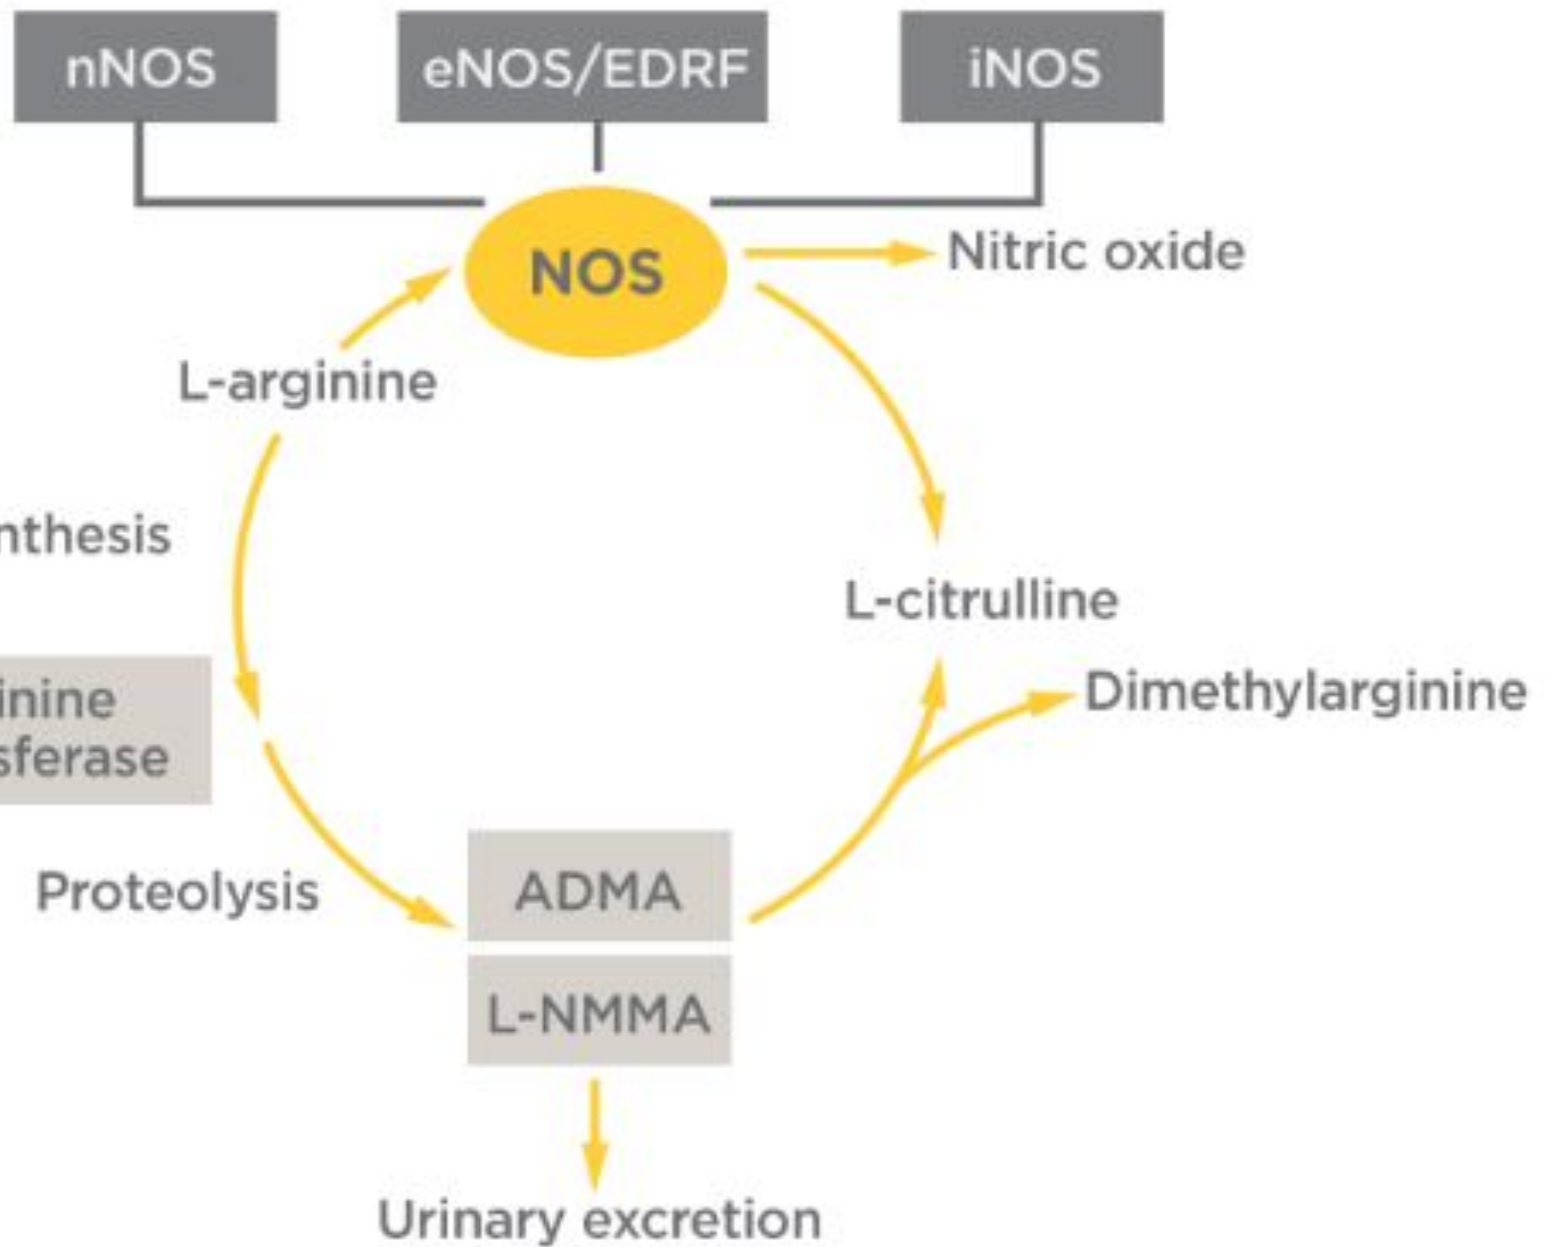 nNOS
eNOS/EDRF
iNOS
NOS
Nitric oxide
L-arginine
nthesis
L-citrulline
inine
sferase
Dimethylarginine
Proteolysis
ADMA
L-NMMA
Urinary excretion